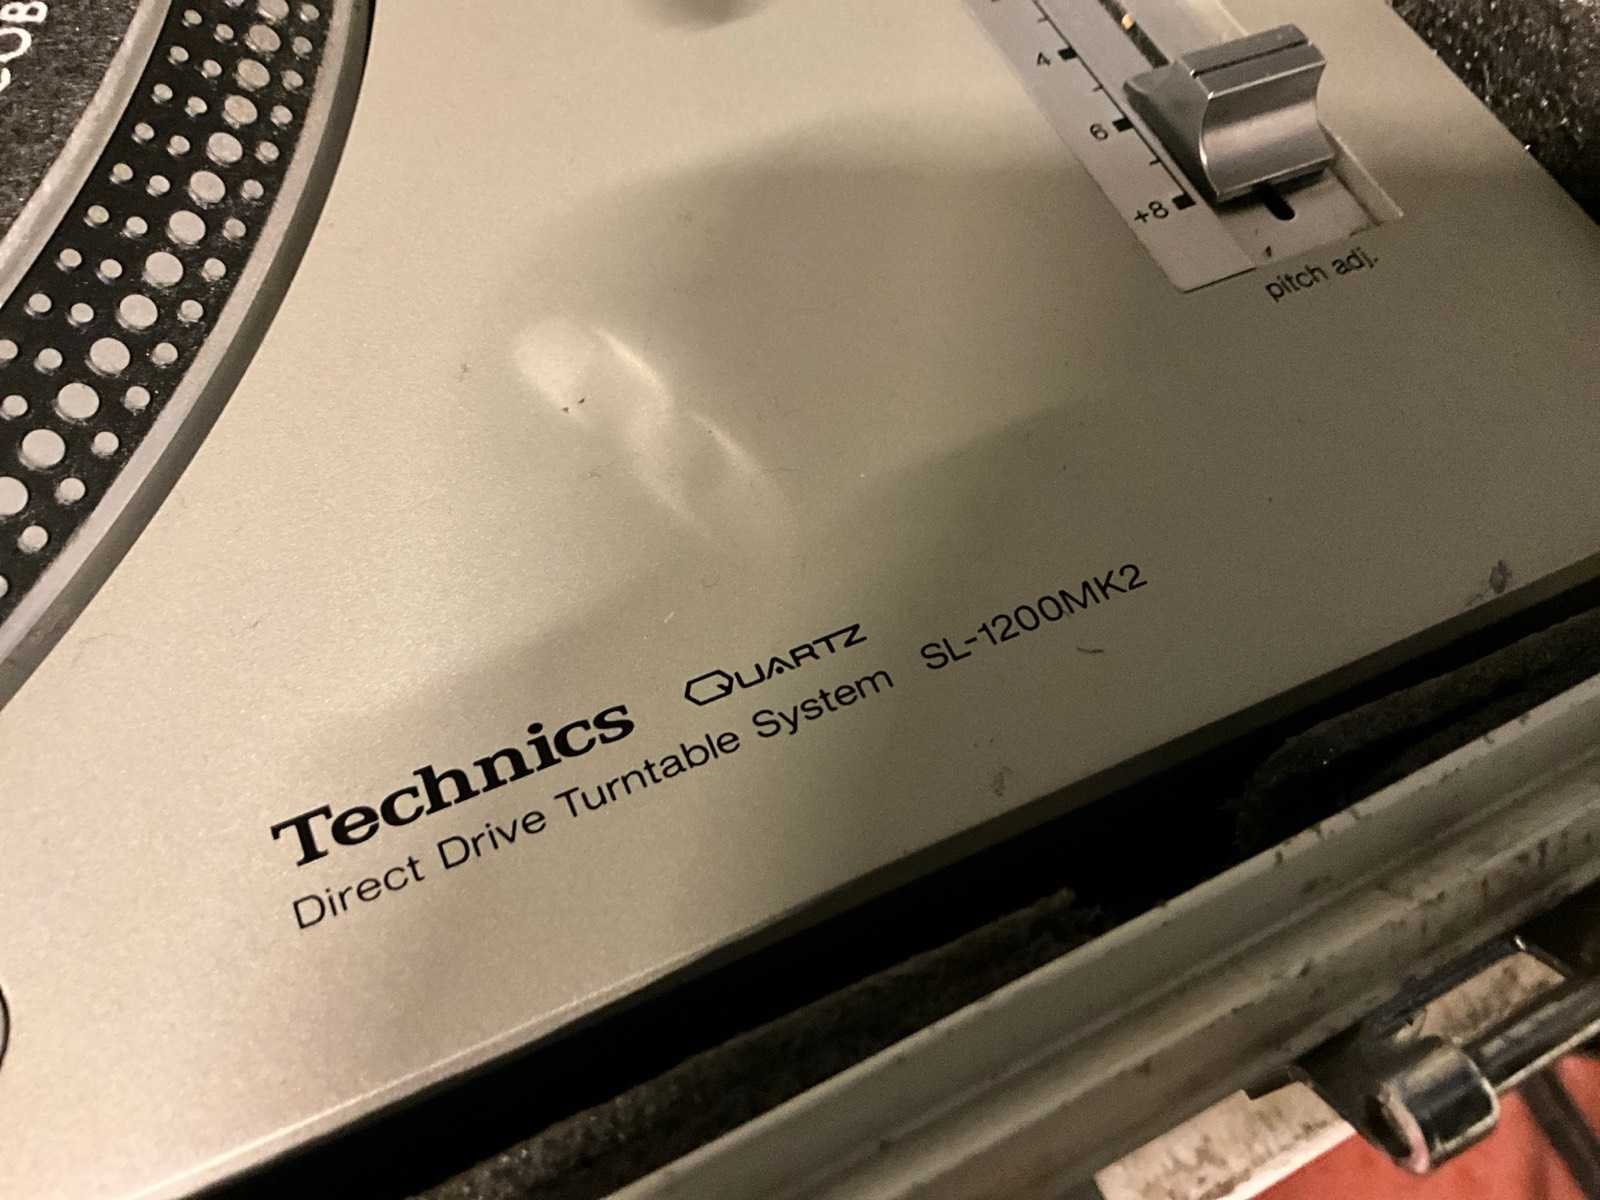 4
6
+8
pitch adj.
Technics QUARTZ
Direct Drive Turntable System SL-1200MK2